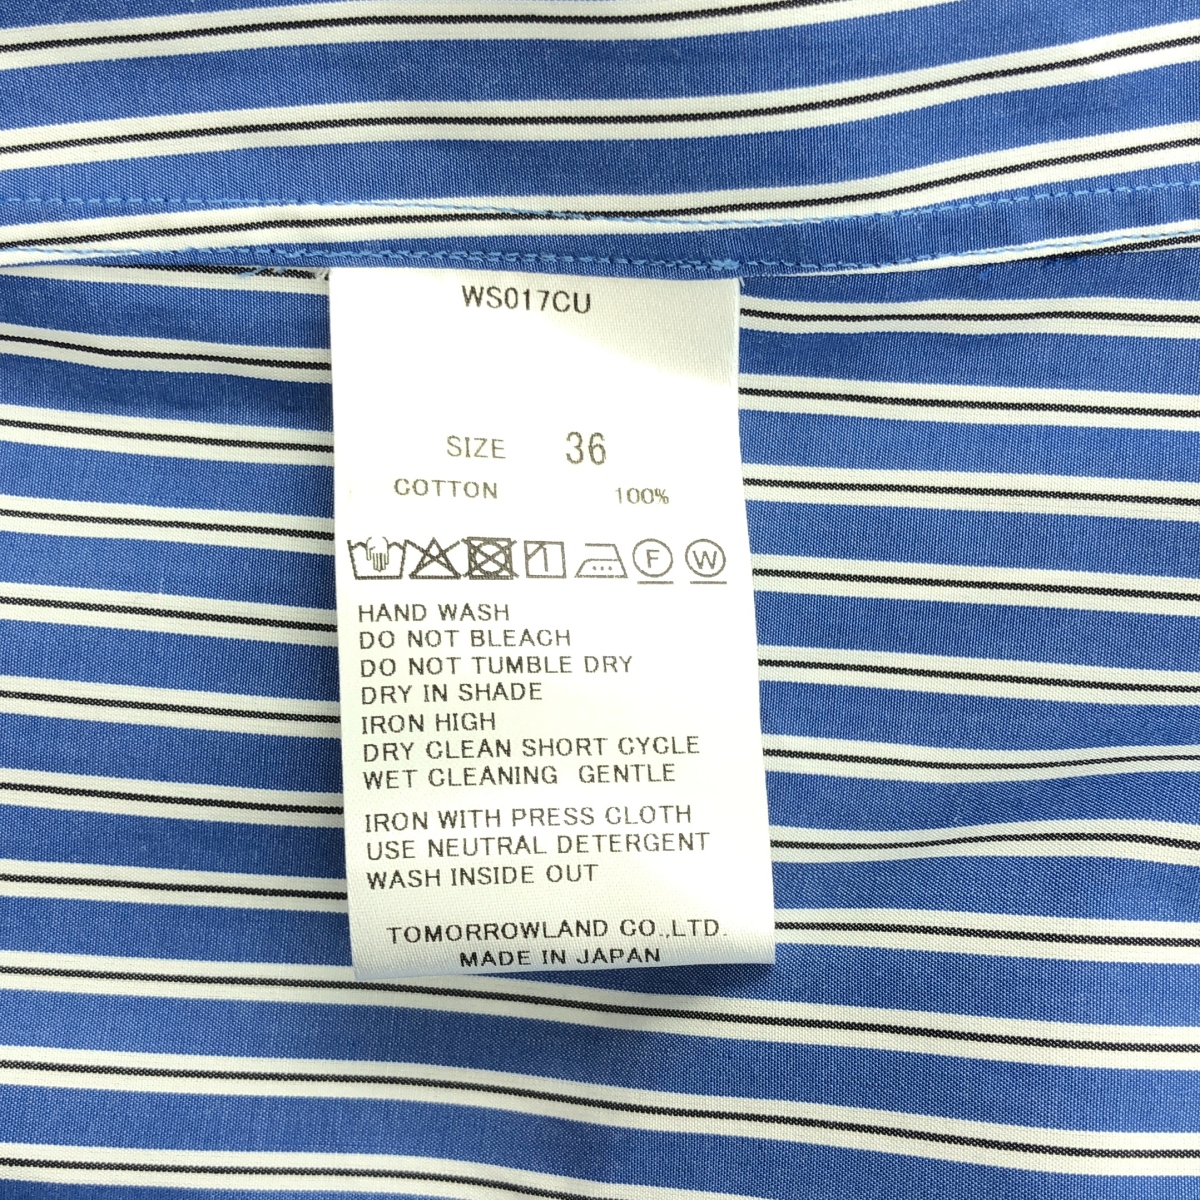 WS017CU
SIZE 36
COTTON 100%
F W
HAND WASH
DO NOT BLEACH
DO NOT TUMBLE DRY
DRY IN SHADE
IRON HIGH
DRY CLEAN SHORT CYCLE
WET CLEANING GENTLE
IRON WITH PRESS CLOTH
USE NEUTRAL DETERGENT
WASH INSIDE OUT
TOMORROWLAND CO.,LTD.
MADE IN JAPAN